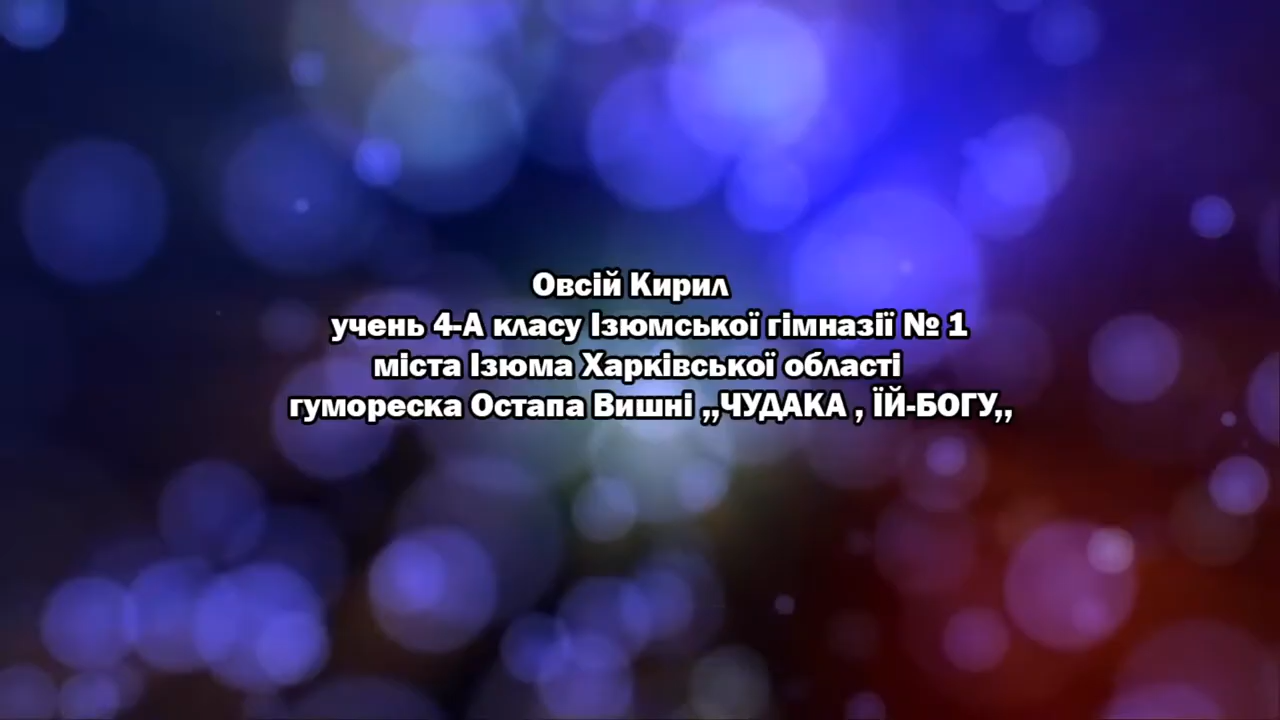 Овсій Кирил
учень 4-А класу Ізюмської гімназії № 1
міста Ізюма Харківської області
гумореска Остапа Вишні ,,ЧУДАКА , ЇЙ-БОГУ,,